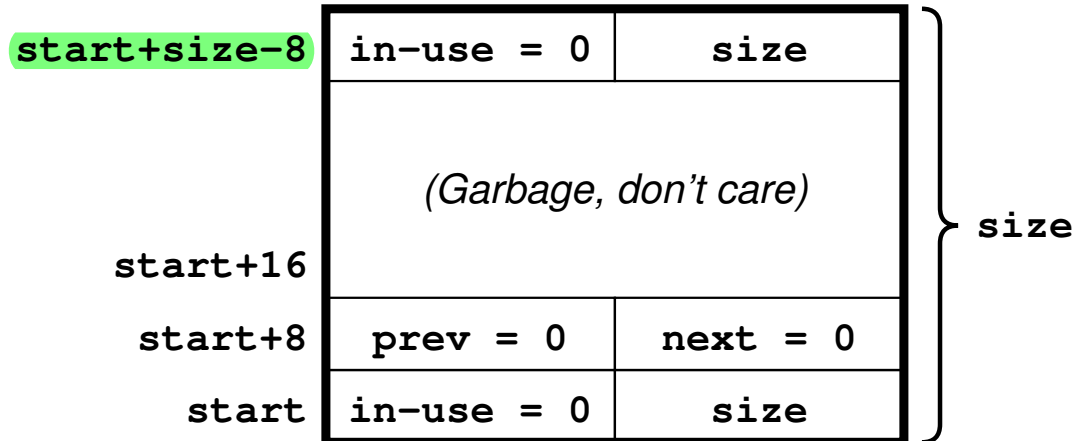 start+size-8 in-use = 0 size
(Garbage, don't care)
size
start+16
start+8 prev = 0 next = 0
start in-use = 0 size